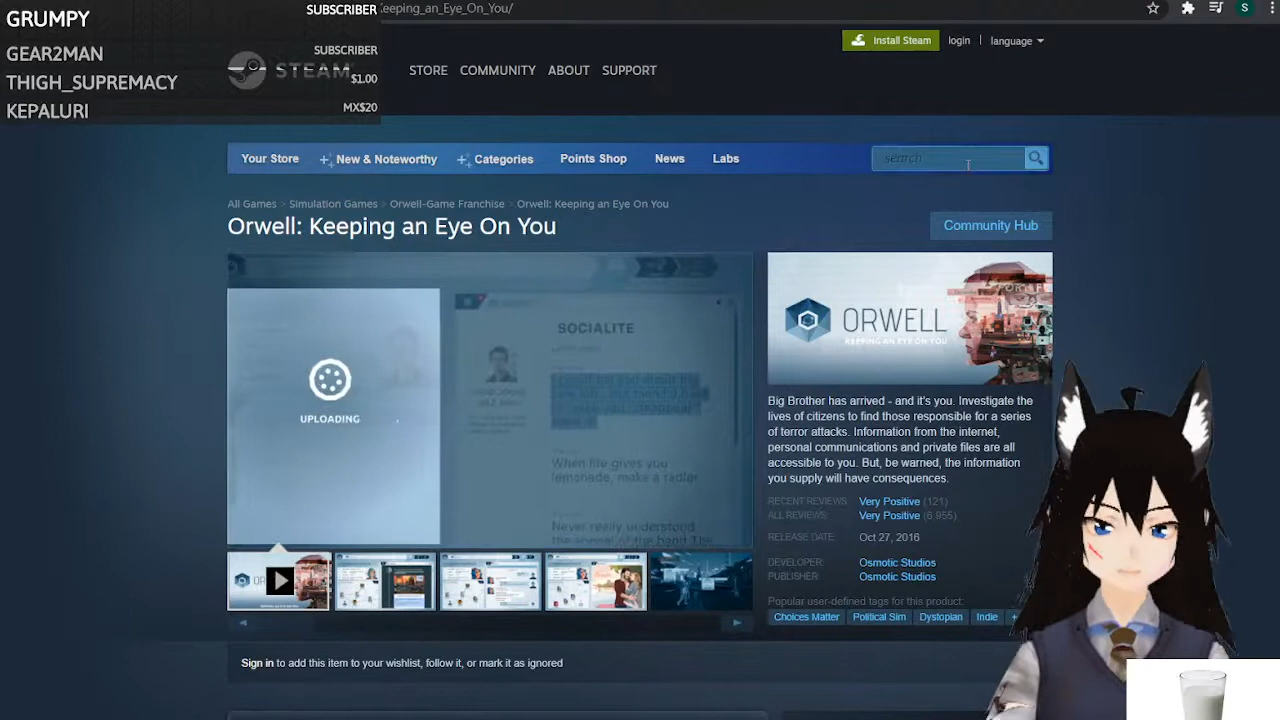 GRUMPY SUBSCRIBER
GEAR2MAN SUBSCRIBER
THIGH_SUPREMACY $1.00
KEPALURI MX$20
eeping_an_Eye_On_You/
S
STEAM
STORE COMMUNITY ABOUT SUPPORT
Install Steam login language
Your Store New & Noteworthy Categories Points Shop News Labs
search
All Games > Simulation Games > Orwell-Game Franchise > Orwell: Keeping an Eye On You
Orwell: Keeping an Eye On You
Community Hub
SOCIALITE
UPLOADING
When life gives you
lemonade, make a radler
Never really understood
the appeal of the band The
ORWELL
KEEPING AN EYE ON YOU
Big Brother has arrived - and it's you. Investigate the
lives of citizens to find those responsible for a series
of terror attacks. Information from the internet,
personal communications and private files are all
accessible to you. But, be warned, the information
you supply will have consequences.
RECENT REVIEWS: Very Positive (121)
ALL REVIEWS: Very Positive (6,955)
RELEASE DATE: Oct 27, 2016
DEVELOPER: Osmotic Studios
PUBLISHER: Osmotic Studios
Popular user-defined tags for this product:
Choices Matter Political Sim Dystopian Indie +
Sign in to add this item to your wishlist, follow it, or mark it as ignored